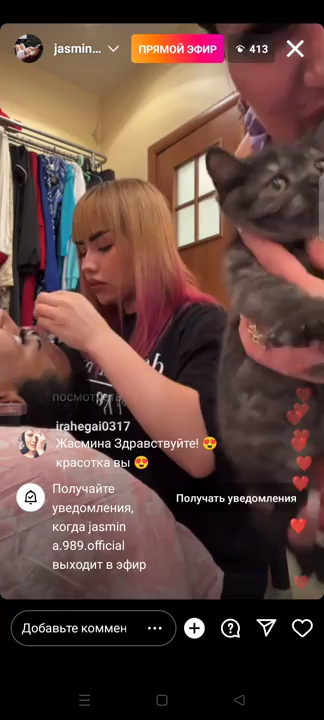 jasmin...
ПРЯМОЙ ЭФИР
413
посмотреть
irahegai0317
Жасмина Здравствуйте! 😍
красотка вы 😍
Получайте
уведомления,
когда jasmin
a.989.official
выходит в эфир
Получать уведомления
Добавьте коммен